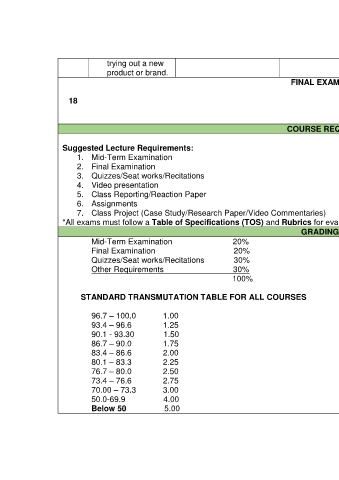 trying out a new
product or brand.
FINAL EXAM
18
COURSE REQ
Suggested Lecture Requirements:
1. Mid-Term Examination
2. Final Examination
3. Quizzes/Seat works/Recitations
4. Video presentation
5. Class Reporting/Reaction Paper
6. Assignments
7. Class Project (Case Study/Research Paper/Video Commentaries)
*All exams must follow a Table of Specifications (TOS) and Rubrics for eva
GRADING
Mid-Term Examination 20%
Final Examination 20%
Quizzes/Seat works/Recitations 30%
Other Requirements 30%
100%
STANDARD TRANSMUTATION TABLE FOR ALL COURSES
96.7 – 100.0 1.00
93.4 – 96.6 1.25
90.1 - 93.30 1.50
86.7 – 90.0 1.75
83.4 – 86.6 2.00
80.1 – 83.3 2.25
76.7 – 80.0 2.50
73.4 – 76.6 2.75
70.00 – 73.3 3.00
50.0-69.9 4.00
Below 50 5.00